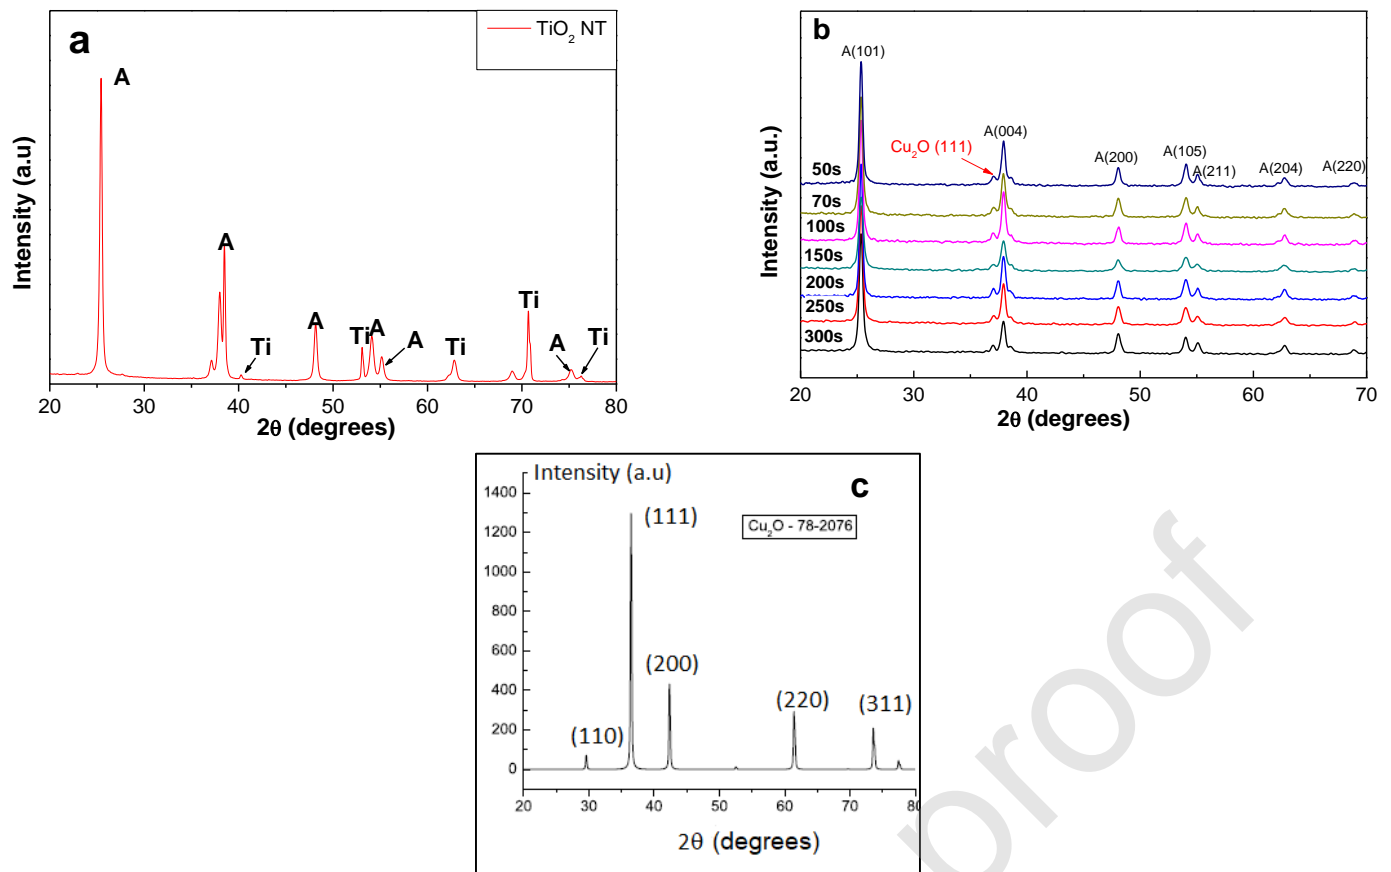 a
TiO2 NT
A
A
Ti
A
Ti
A
A
Ti
Ti
A
Ti
Intensity (a.u)
20 30 40 50 60 70 80
2θ (degrees)
b
A(101)
Cu2O (111)
A(004)
A(200)
A(105)
A(211)
A(204)
A(220)
50s
70s
100s
150s
200s
250s
300s
Intensity (a.u.)
20 30 40 50 60 70
2θ (degrees)
Intensity (a.u)
c
Cu2O - 78-2076
1400
1200
1000
800
600
400
200
0
(111)
(200)
(110)
(220)
(311)
20 30 40 50 60 70 80
2θ (degrees)
proof